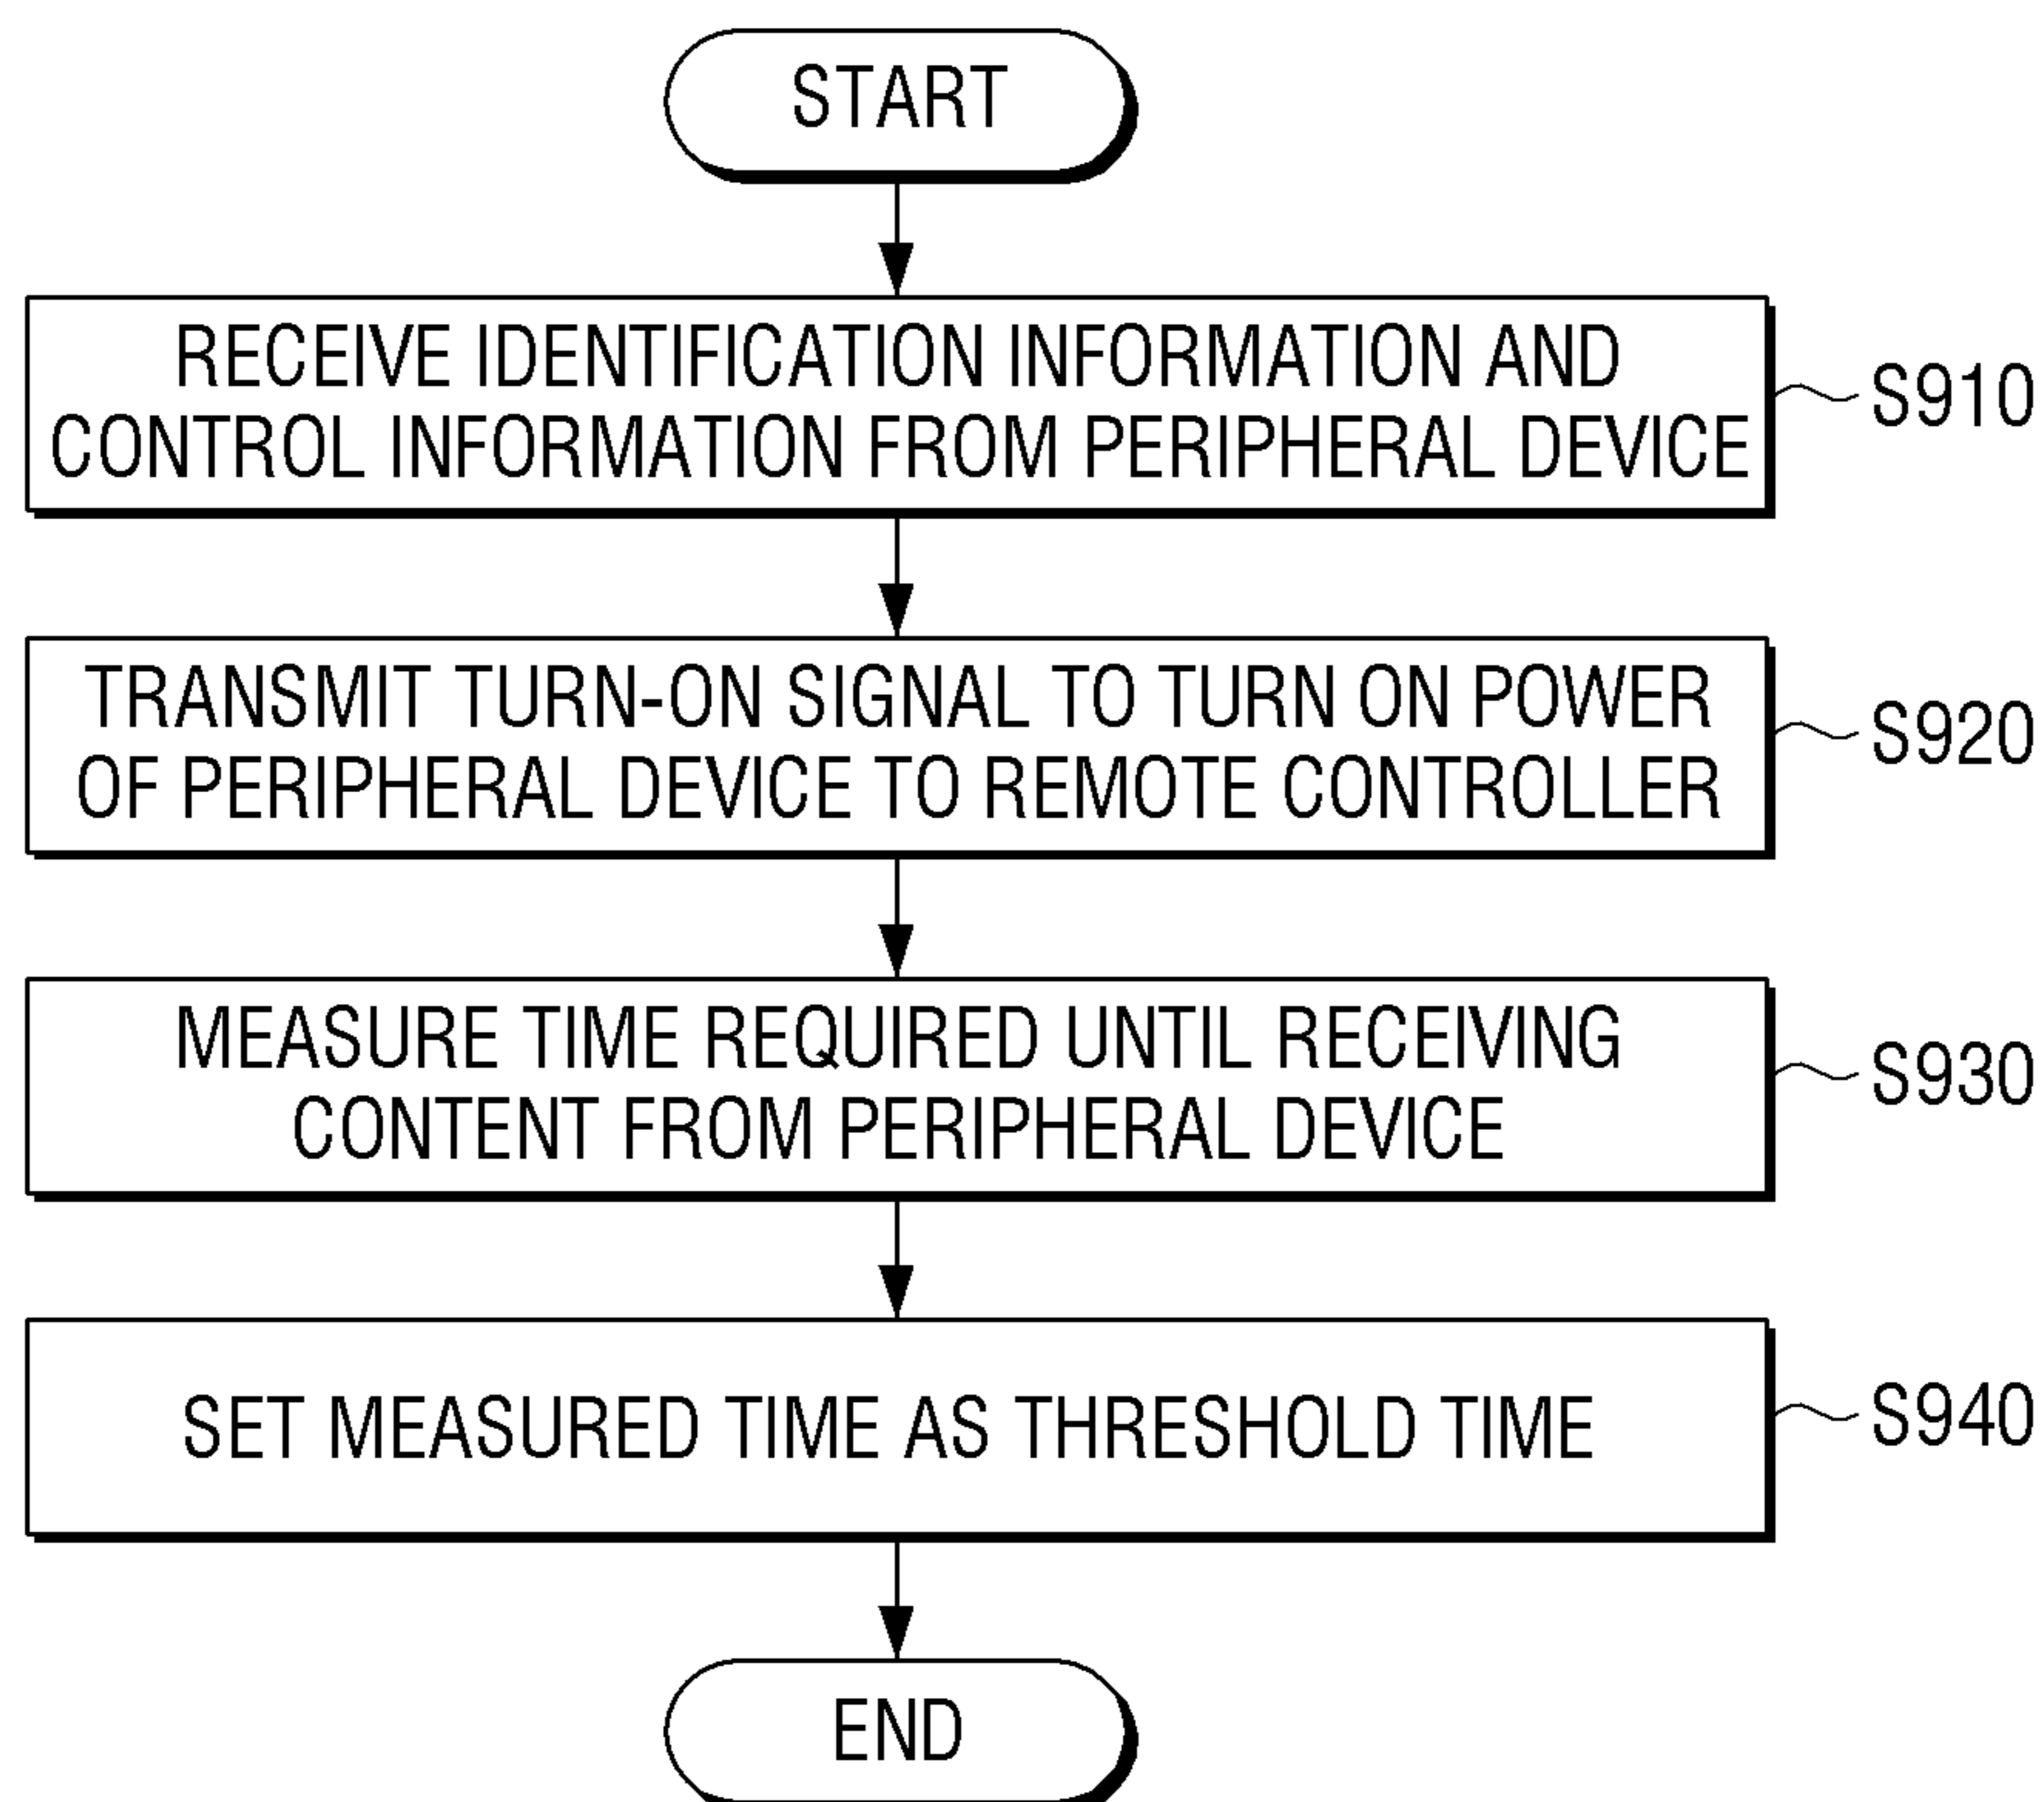 START
RECEIVE IDENTIFICATION INFORMATION AND
CONTROL INFORMATION FROM PERIPHERAL DEVICE
S910
TRANSMIT TURN-ON SIGNAL TO TURN ON POWER
OF PERIPHERAL DEVICE TO REMOTE CONTROLLER
S920
MEASURE TIME REQUIRED UNTIL RECEIVING
CONTENT FROM PERIPHERAL DEVICE
S930
SET MEASURED TIME AS THRESHOLD TIME
S940
END